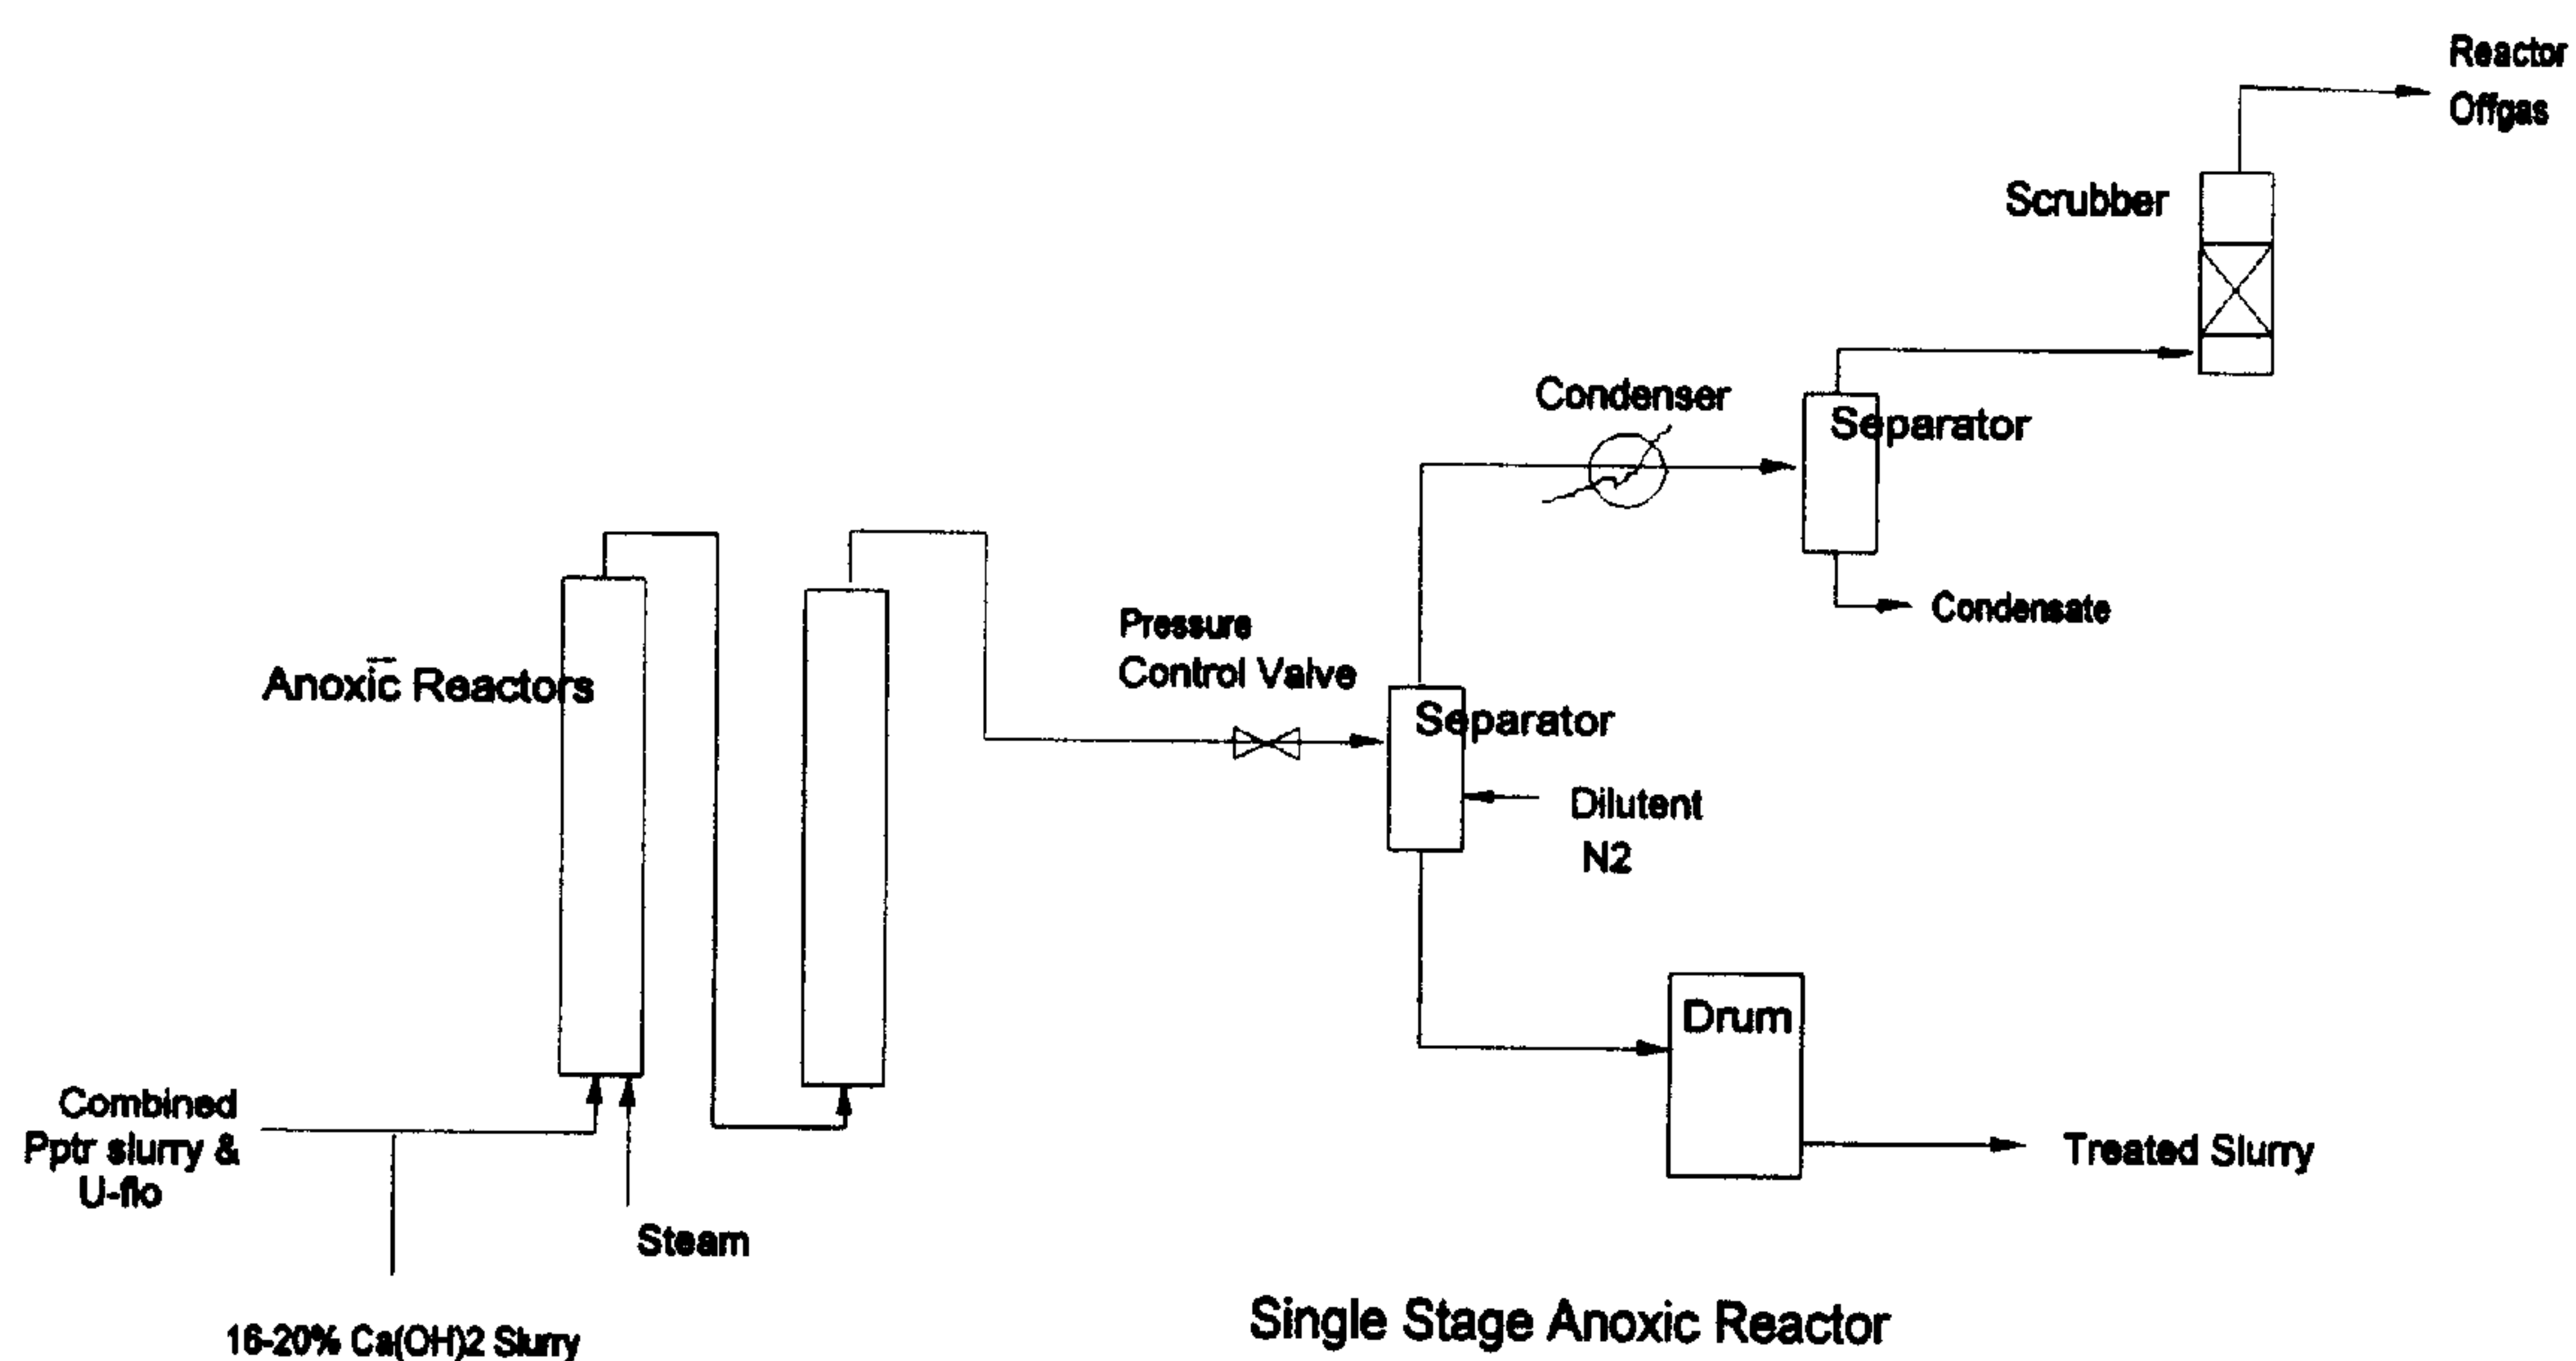 Reactor
Offgas
Scrubber
Condenser
Separator
Condensate
Anoxic Reactors
Pressure
Control Valve
Separator
Dilutent
N2
Drum
Combined
Pptr slurry &
U-flo
Treated Slurry
Steam
16-20% Ca(OH)2 Slurry
Single Stage Anoxic Reactor